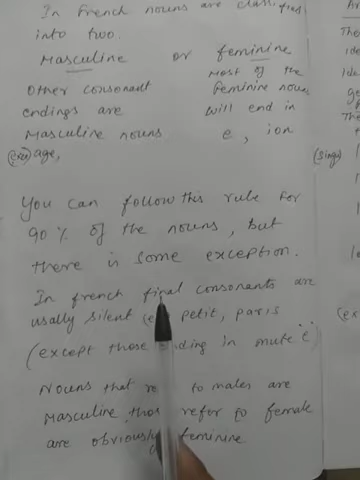 In French nouns are classified
into two.
Masculine or feminine
Other consonant Most of the
endings are feminine noun
Masculine nouns will end in
(exe) age, e, ion
(sing)
You can follow this rule for
90% of the nouns, but
there is some exception.
In french final consonants are
usally silent petit, paris
(except those ending in mute "e")
Nouns that to males are
Masculine, those refer to female
are obviously feminine